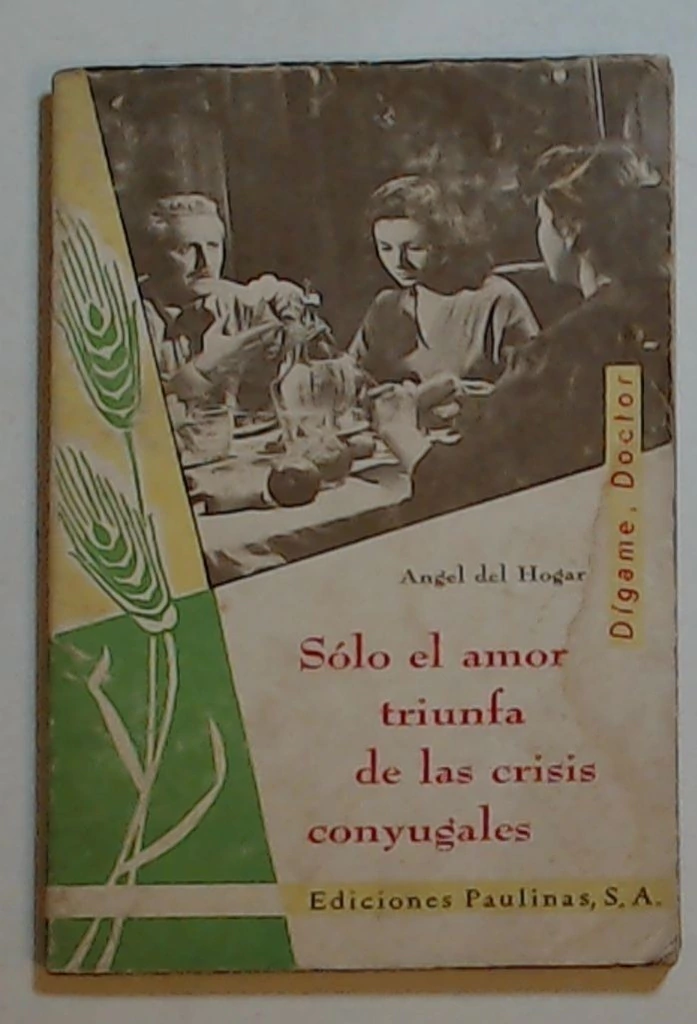 Dígame, Doctor
Angel del Hogar
Sólo el amor
triunfa
de las crisis
conyugales
Ediciones Paulinas, S. A.